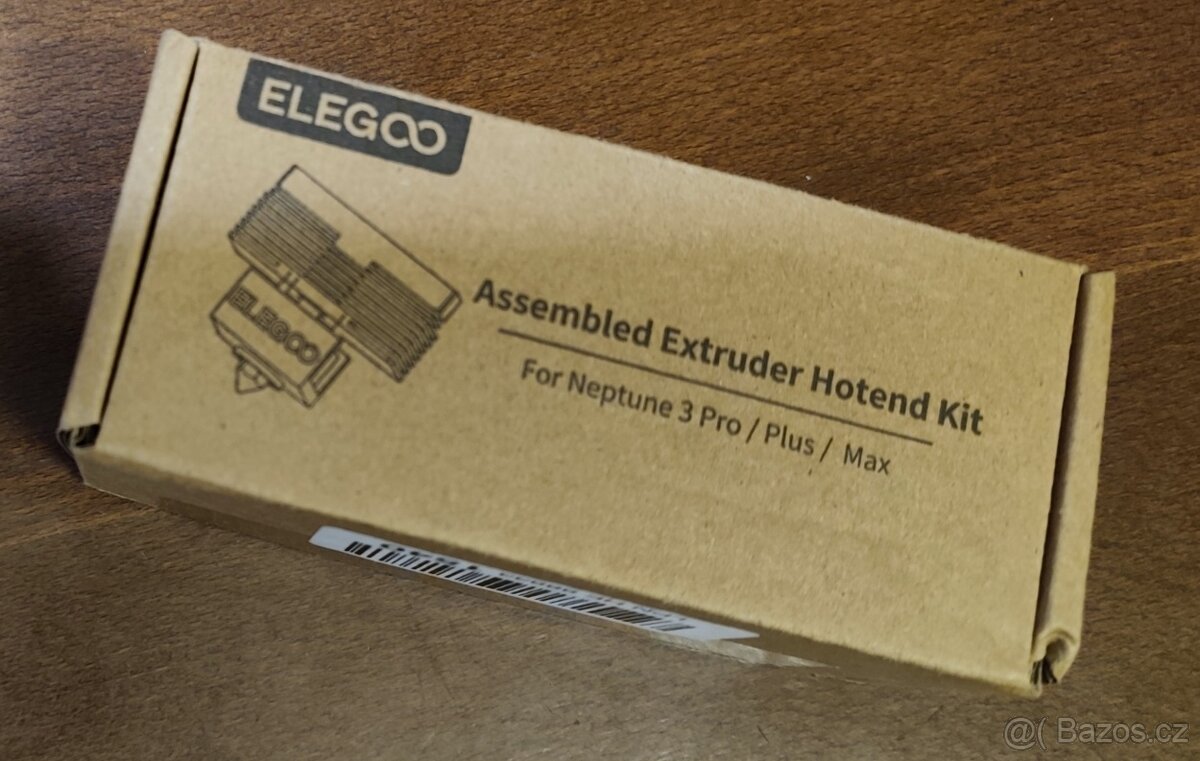 ELEGOO
ELEGOO
Assembled Extruder Hotend Kit
For Neptune 3 Pro / Plus / Max
@( Bazos.cz